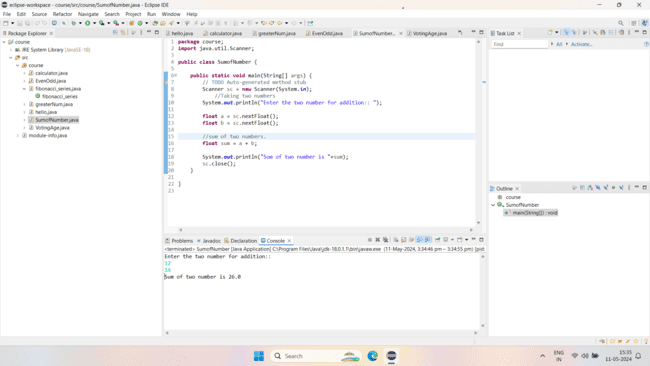 eclipse-workspace - course/src/course/SumofNumber.java - Eclipse IDE
File Edit Source Refactor Navigate Search Project Run Window Help
Package Explorer
course
JRE System Library [JavaSE-18]
src
course
calculator.java
EvenOdd.java
fibonacci_series.java
fibonacci_series
greaterNum.java
hello.java
SumofNumber.java
VotingAge.java
module-info.java
hello.java calculator.java greaterNum.java EvenOdd.java SumofNumber... VotingAge.java
1 package course;
2 import java.util.Scanner;
3
4 public class SumofNumber {
5
6 public static void main(String[] args) {
7 // TODO Auto-generated method stub
8 Scanner sc = new Scanner(System.in);
9 //Taking two numbers
10 System.out.println("Enter the two number for addition:: ");
11
12 float a = sc.nextFloat();
13 float b = sc.nextFloat();
14
15 //sum of two numbers.
16 float sum = a + b;
17
18 System.out.println("Sum of two number is "+sum);
19 sc.close();
20 }
21
22 }
23
Task List
Find All Activate...
Outline
course
SumofNumber
main(String[]) : void
Problems Javadoc Declaration Console
<terminated> SumofNumber [Java Application] C:\Program Files\Java\jdk-18.0.1.1\bin\javaw.exe (11-May-2024, 3:34:46 pm – 3:34:55 pm) [pid:
Enter the two number for addition::
12
14
Sum of two number is 26.0
Search
ENG
IN
15:35
11-05-2024